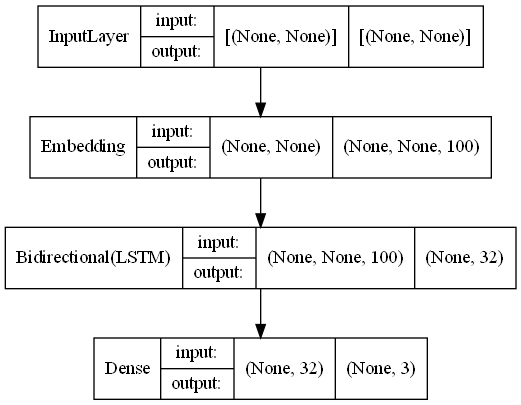 InputLayer input: output: [(None, None)] [(None, None)]
Embedding input: output: (None, None) (None, None, 100)
Bidirectional(LSTM) input: output: (None, None, 100) (None, 32)
Dense input: output: (None, 32) (None, 3)